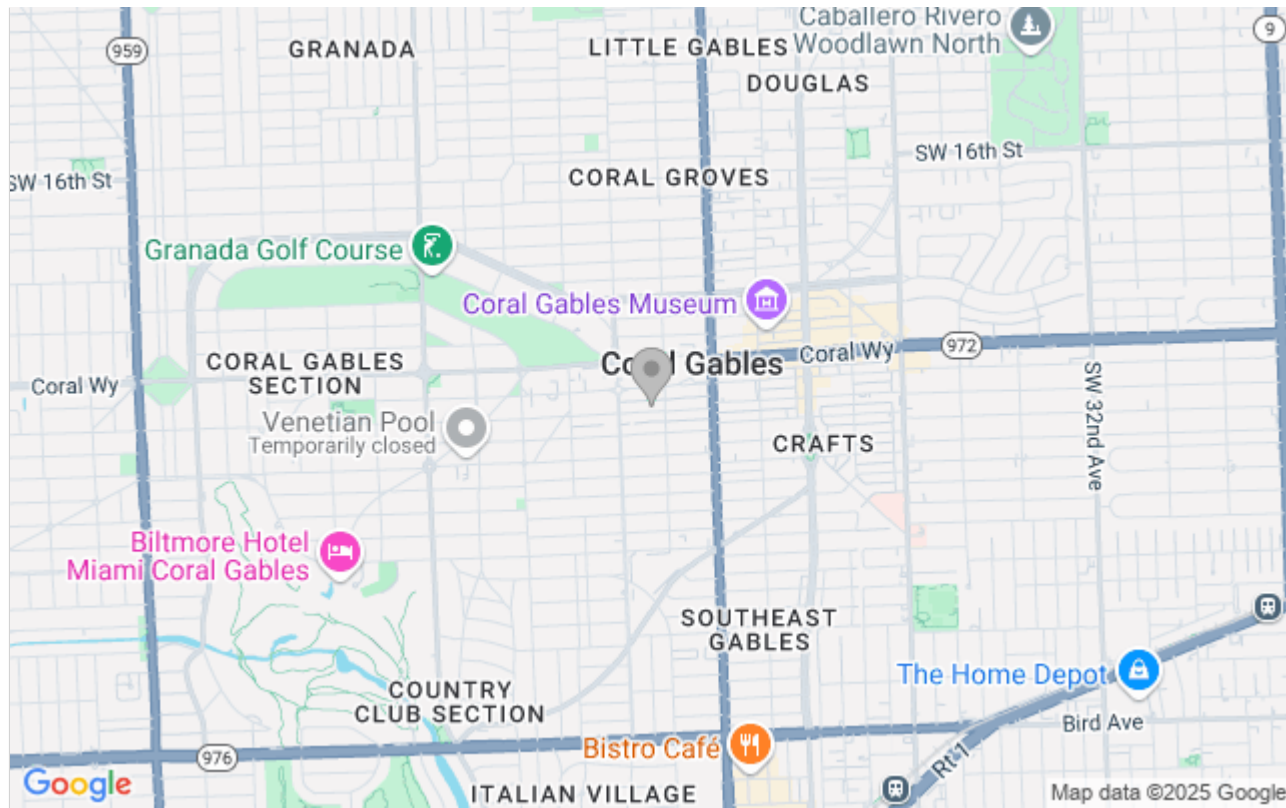 959
GRANADA
LITTLE GABLES
Caballero Rivero
Woodlawn North
9
DOUGLAS
SW 16th St
SW 16th St
CORAL GROVES
Granada Golf Course
Coral Gables Museum
CORAL GABLES
SECTION
Coral Gables
Coral Wy
972
Coral Wy
SW 32nd Ave
Venetian Pool
Temporarily closed
CRAFTS
Biltmore Hotel
Miami Coral Gables
SOUTHEAST
GABLES
The Home Depot
COUNTRY
CLUB SECTION
Bird Ave
976
Bistro Café
Rt 1
Google
ITALIAN VILLAGE
Map data ©2025 Google